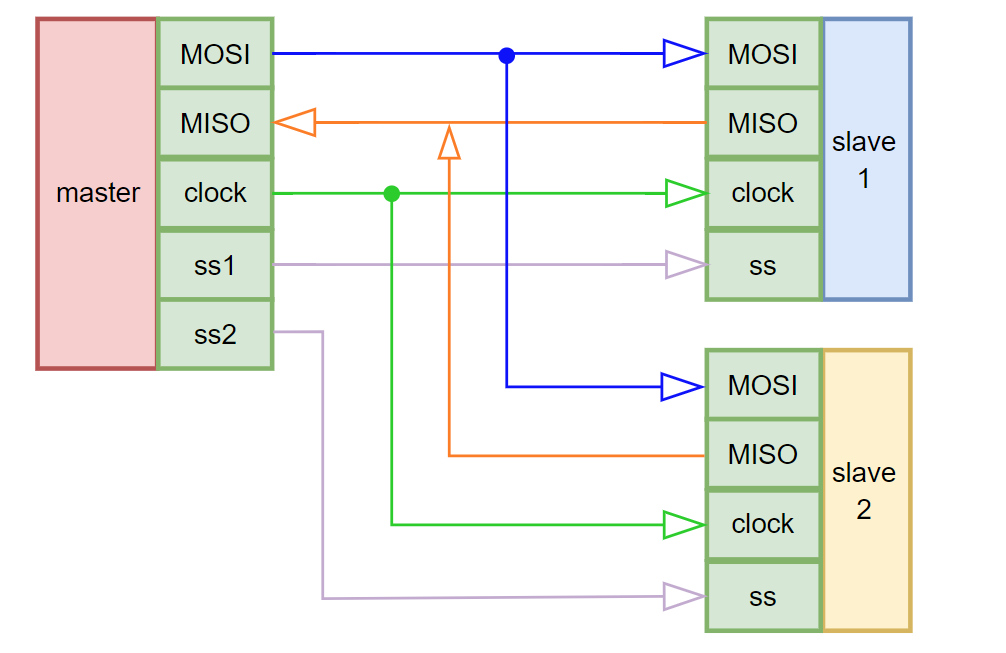 master
MOSI
MISO
clock
ss1
ss2
MOSI
MISO
clock
ss
slave
1
MOSI
MISO
clock
ss
slave
2